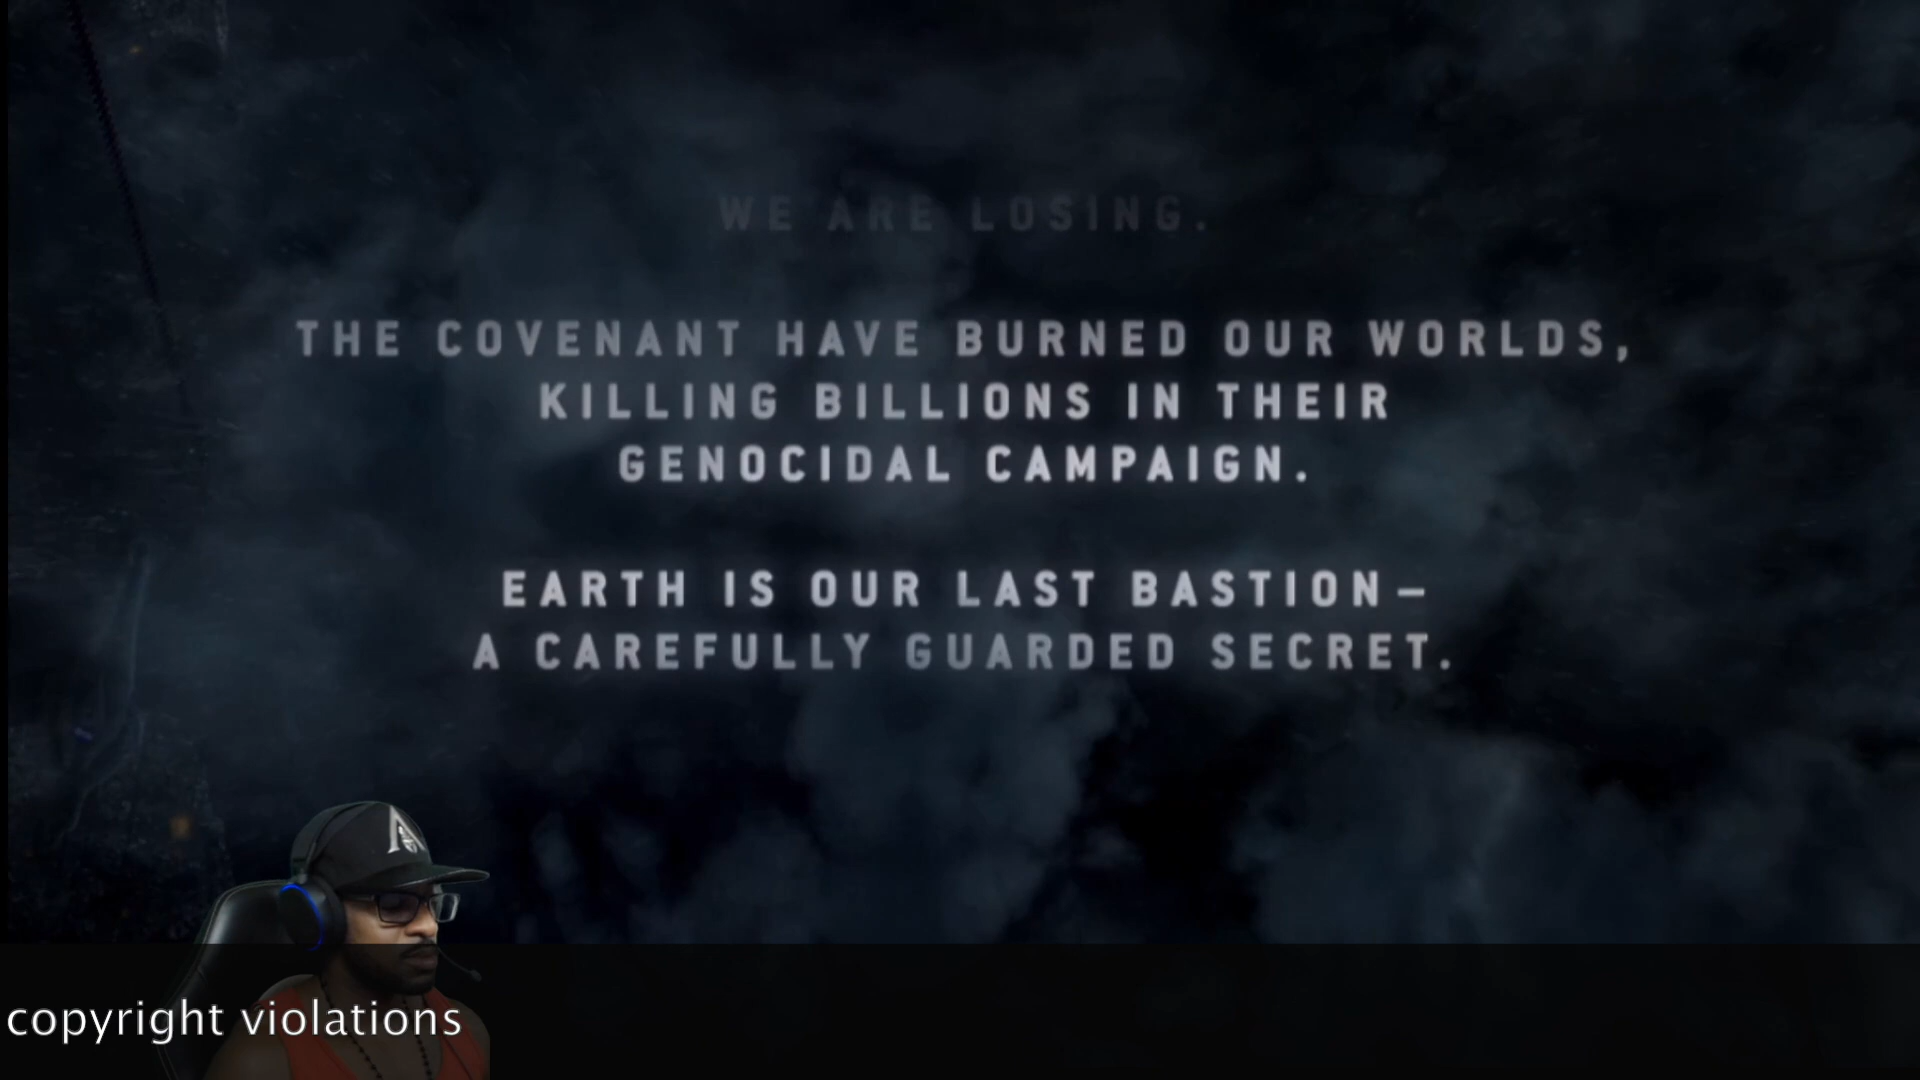 WE ARE LOSING.
THE COVENANT HAVE BURNED OUR WORLDS,
KILLING BILLIONS IN THEIR
GENOCIDAL CAMPAIGN.
EARTH IS OUR LAST BASTION–
A CAREFULLY GUARDED SECRET.
copyright violations